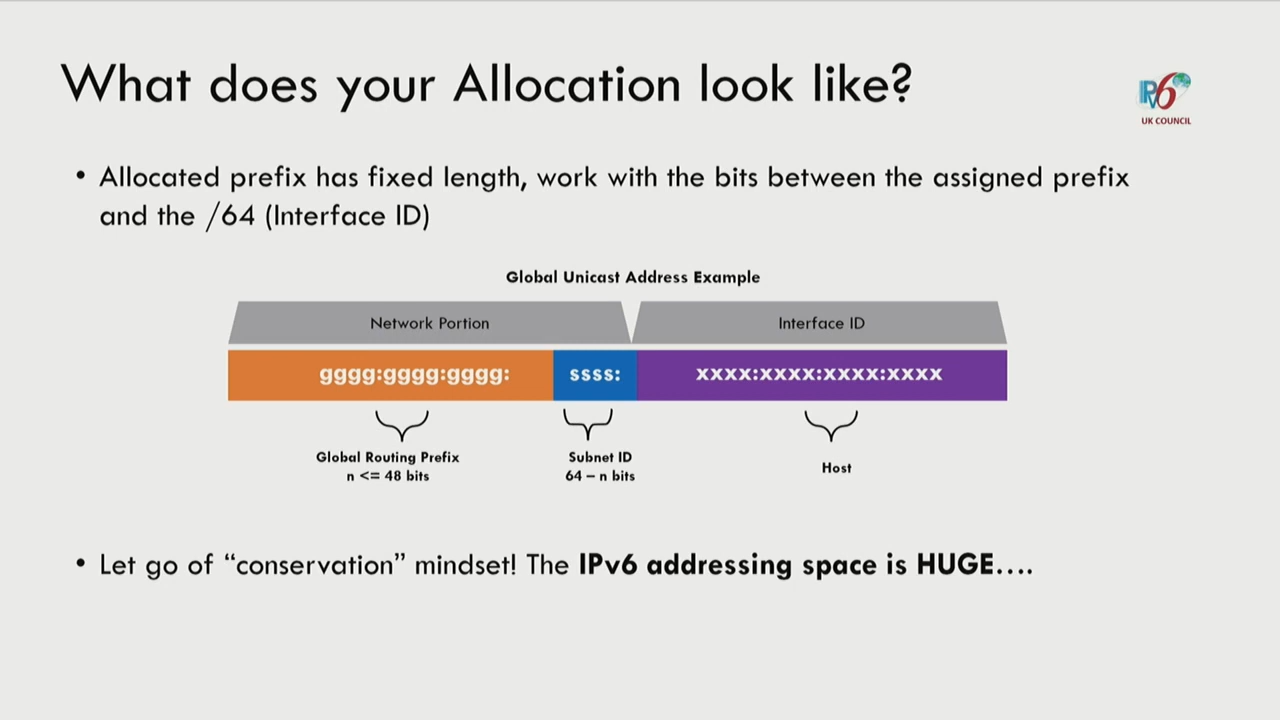 What does your Allocation look like?
IPv6
UK COUNCIL
• Allocated prefix has fixed length, work with the bits between the assigned prefix
and the /64 (Interface ID)
Global Unicast Address Example
Network Portion
Interface ID
gggg:gggg:gggg:
ssss:
xxxx:xxxx:xxxx:xxxx
Global Routing Prefix
n <= 48 bits
Subnet ID
64 – n bits
Host
• Let go of “conservation” mindset! The IPv6 addressing space is HUGE….